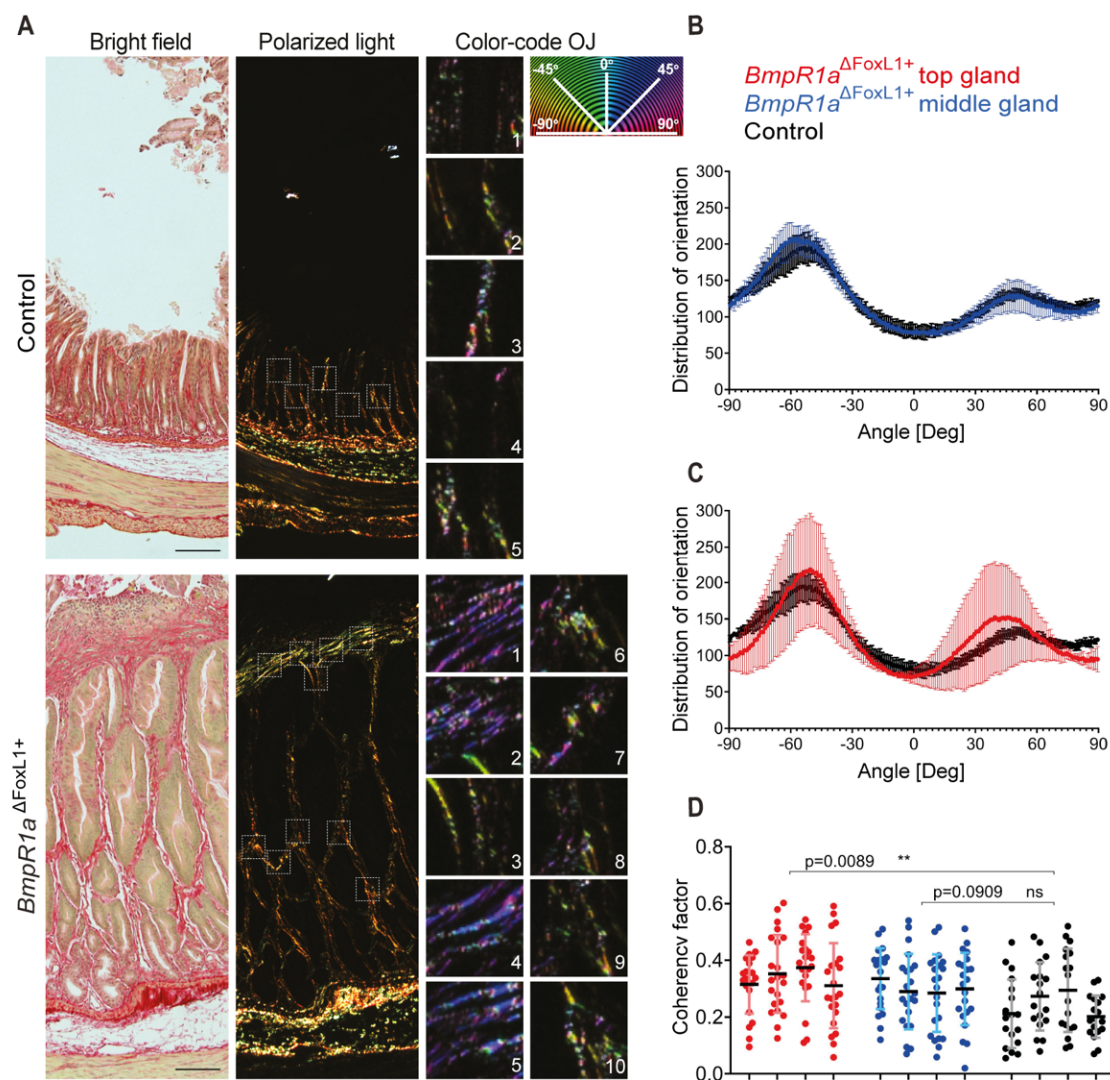 A
Bright field
Polarized light
Color-code OJ
-45°
0°
45°
-90°
90°
Control
1
2
3
4
5
BmpR1a ΔFoxL1+
1
6
2
7
3
8
4
9
5
10
B
BmpR1a ΔFoxL1+ top gland
BmpR1a ΔFoxL1+ middle gland
Control
Distribution of orientation
300
250
200
150
100
50
0
-90
-60
-30
0
30
60
90
Angle [Deg]
C
Distribution of orientation
300
250
200
150
100
50
0
-90
-60
-30
0
30
60
90
Angle [Deg]
D
Coherency factor
0.8
0.6
0.4
0.2
0.0
p=0.0089
**
p=0.0909
ns